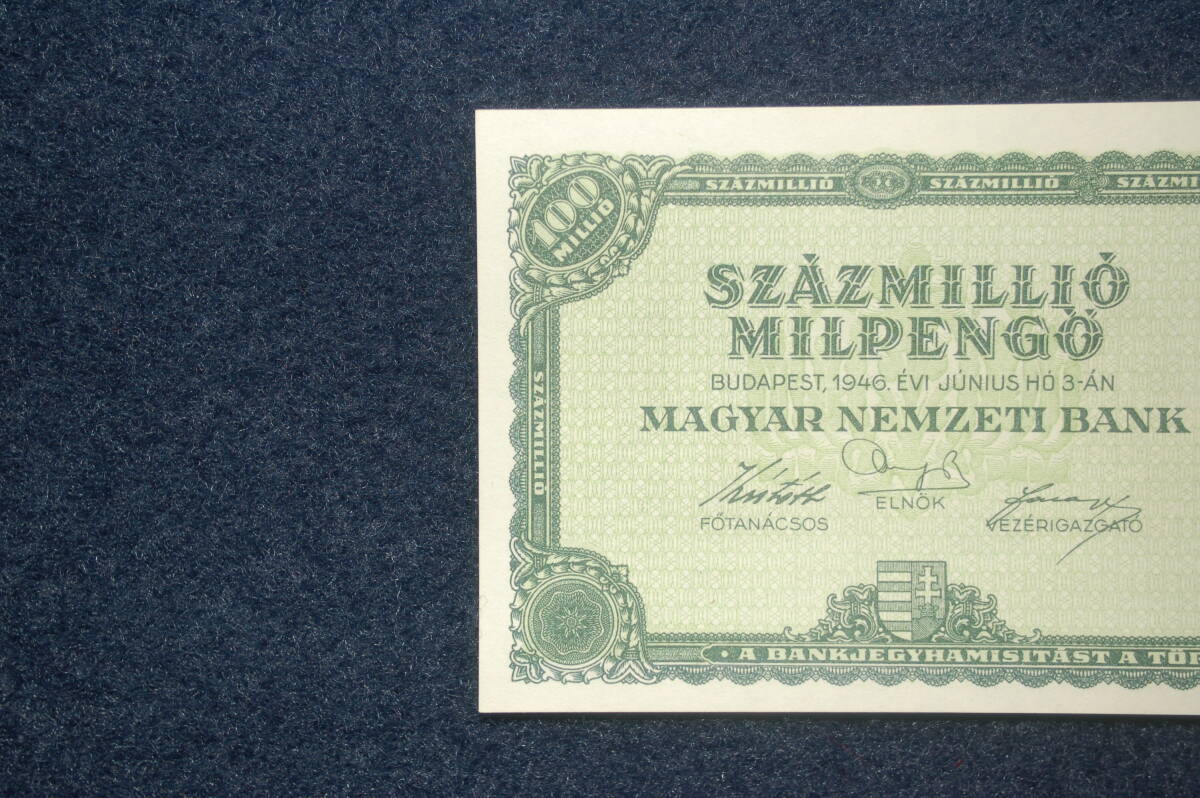 SZÁZMILLIÓ SZÁZMILLIÓ
100
MILLIÓ
SZÁZMILLIÓ
MILPENGŐ
BUDAPEST, 1946. ÉVI JÚNIUS HÓ 3-ÁN
MAGYAR NEMZETI BANK
SZÁZMILLIÓ
ELNÖK
FŐTANÁCSOS VEZÉRIGAZGATÓ
• A BANKJEGYHAMISITÁST A